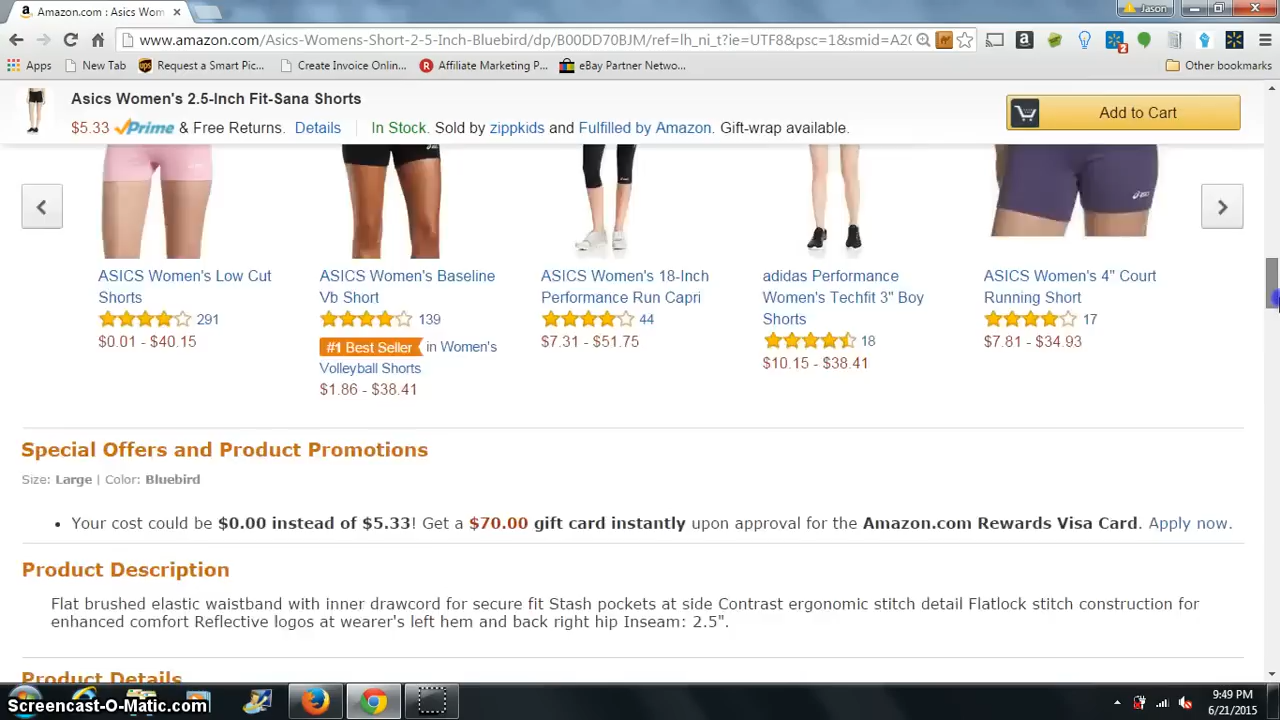 Amazon.com : Asics Wom
Jason
www.amazon.com/Asics-Womens-Short-2-5-Inch-Bluebird/dp/B00DD70BJM/ref=lh_ni_t?ie=UTF8&psc=1&smid=A2
2
Apps New Tab Request a Smart Pic... Create Invoice Onlin... Affiliate Marketing P... eBay Partner Netwo... Other bookmarks
Asics Women's 2.5-Inch Fit-Sana Shorts
Add to Cart
$5.33 Prime & Free Returns. Details In Stock. Sold by zippkids and Fulfilled by Amazon. Gift-wrap available.
ASICS Women's Low Cut
Shorts
291
$0.01 - $40.15
ASICS Women's Baseline
Vb Short
139
#1 Best Seller in Women's
Volleyball Shorts
$1.86 - $38.41
ASICS Women's 18-Inch
Performance Run Capri
44
$7.31 - $51.75
adidas Performance
Women's Techfit 3" Boy
Shorts
18
$10.15 - $38.41
ASICS Women's 4" Court
Running Short
17
$7.81 - $34.93
Special Offers and Product Promotions
Size: Large | Color: Bluebird
Your cost could be $0.00 instead of $5.33! Get a $70.00 gift card instantly upon approval for the Amazon.com Rewards Visa Card. Apply now.
Product Description
Flat brushed elastic waistband with inner drawcord for secure fit Stash pockets at side Contrast ergonomic stitch detail Flatlock stitch construction for
enhanced comfort Reflective logos at wearer's left hem and back right hip Inseam: 2.5".
Product Details
Screencast-O-Matic.com
9:49 PM
6/21/2015